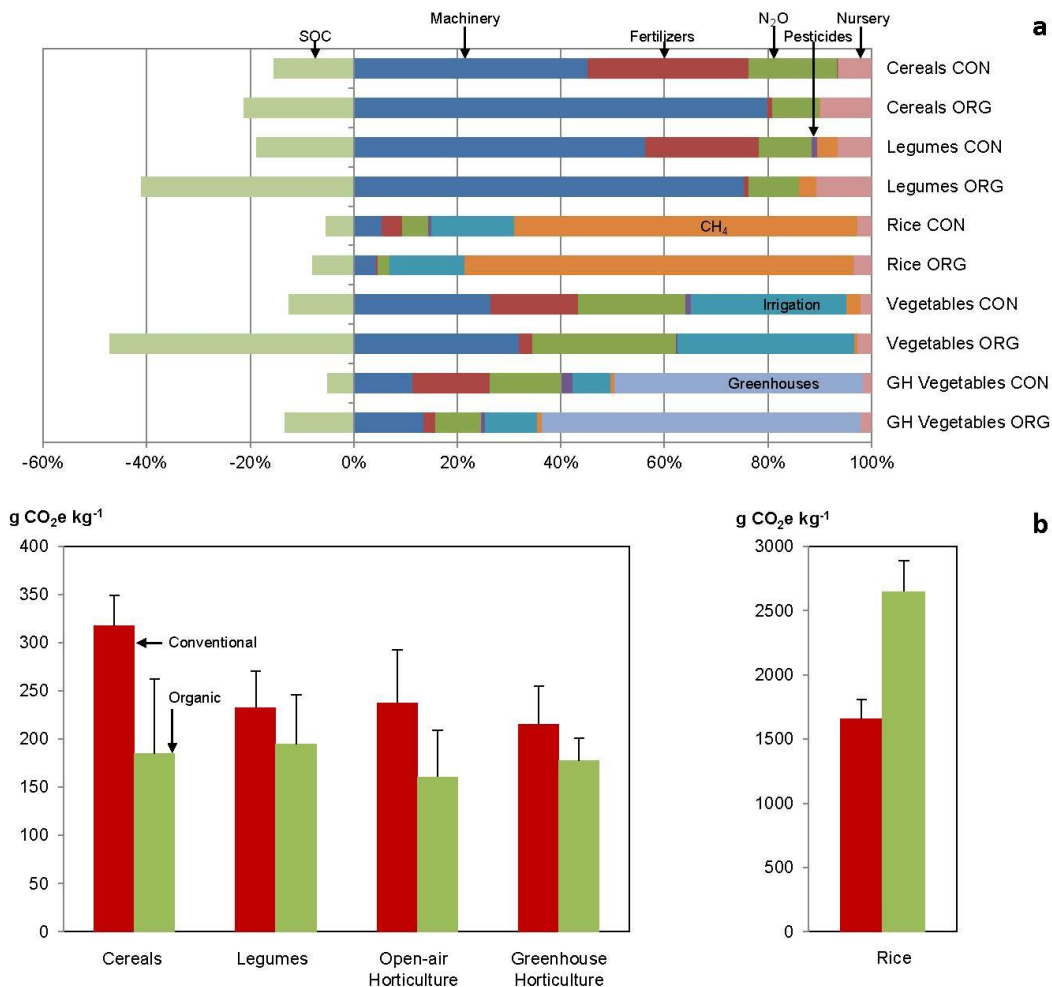 Machinery N₂O Nursery a
SOC Fertilizers Pesticides
Cereals CON
Cereals ORG
Legumes CON
Legumes ORG
CH₄ Rice CON
Rice ORG
Irrigation Vegetables CON
Vegetables ORG
Greenhouses GH Vegetables CON
GH Vegetables ORG
-60% -40% -20% 0% 20% 40% 60% 80% 100%
g CO₂e kg⁻¹ g CO₂e kg⁻¹ b
400
350
300
250
200
150
100
50
0
Conventional
Organic
Cereals Legumes Open-air Greenhouse
Horticulture Horticulture
3000
2500
2000
1500
1000
500
0
Rice